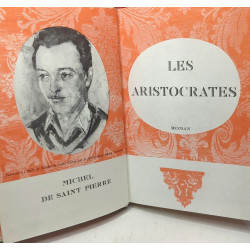 MICHEL
DE SAINT PIERRE
LES
ARISTOCRATES
ROMAN